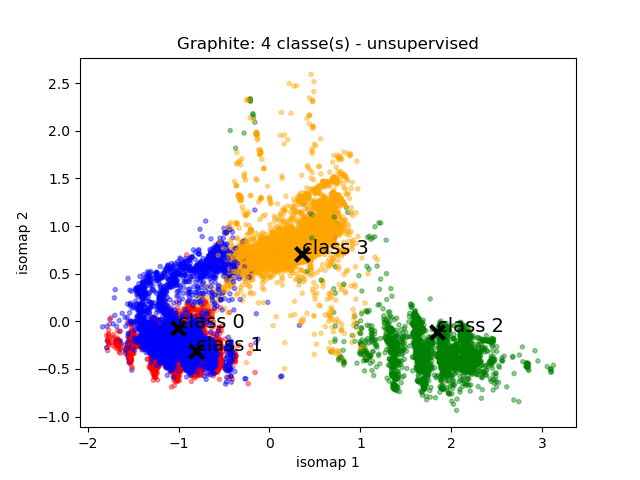 Graphite: 4 classe(s) - unsupervised
isomap 2
2.5
2.0
1.5
1.0
0.5
0.0
−0.5
−1.0
class 3
class 0
class 2
class 1
−2
−1
0
1
2
3
isomap 1